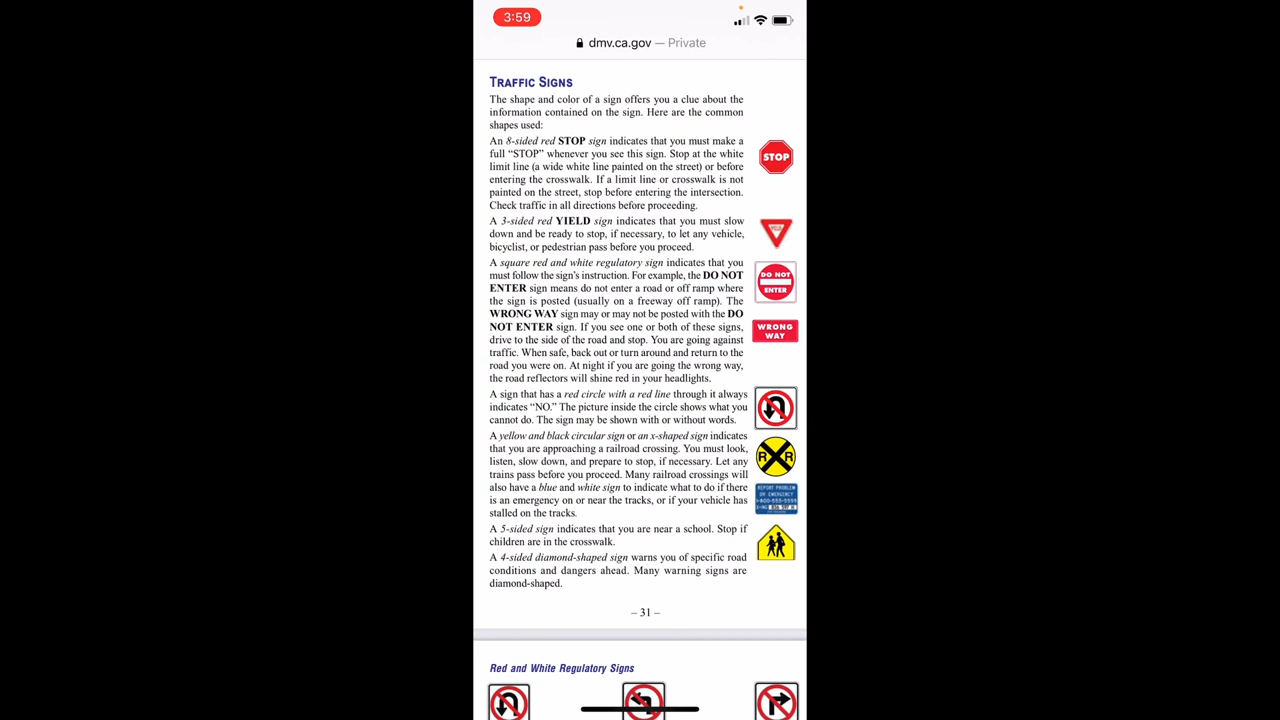 3:59
dmv.ca.gov — Private
TRAFFIC SIGNS
The shape and color of a sign offers you a clue about the
information contained on the sign. Here are the common
shapes used:
An 8-sided red STOP sign indicates that you must make a
full “STOP” whenever you see this sign. Stop at the white
limit line (a wide white line painted on the street) or before
entering the crosswalk. If a limit line or crosswalk is not
painted on the street, stop before entering the intersection.
Check traffic in all directions before proceeding.
STOP
A 3-sided red YIELD sign indicates that you must slow
down and be ready to stop, if necessary, to let any vehicle,
bicyclist, or pedestrian pass before you proceed.
A square red and white regulatory sign indicates that you
must follow the sign’s instruction. For example, the DO NOT
ENTER sign means do not enter a road or off ramp where
the sign is posted (usually on a freeway off ramp). The
WRONG WAY sign may or may not be posted with the DO
NOT ENTER sign. If you see one or both of these signs,
drive to the side of the road and stop. You are going against
traffic. When safe, back out or turn around and return to the
road you were on. At night if you are going the wrong way,
the road reflectors will shine red in your headlights.
DO NOT
ENTER
WRONG
WAY
A sign that has a red circle with a red line through it always
indicates “NO.” The picture inside the circle shows what you
cannot do. The sign may be shown with or without words.
A yellow and black circular sign or an x-shaped sign indicates
that you are approaching a railroad crossing. You must look,
listen, slow down, and prepare to stop, if necessary. Let any
trains pass before you proceed. Many railroad crossings will
also have a blue and white sign to indicate what to do if there
is an emergency on or near the tracks, or if your vehicle has
stalled on the tracks.
R R
REPORT PROBLEM
OR EMERGENCY
1-800-555-5555
A 5-sided sign indicates that you are near a school. Stop if
children are in the crosswalk.
A 4-sided diamond-shaped sign warns you of specific road
conditions and dangers ahead. Many warning signs are
diamond-shaped.
– 31 –
Red and White Regulatory Signs